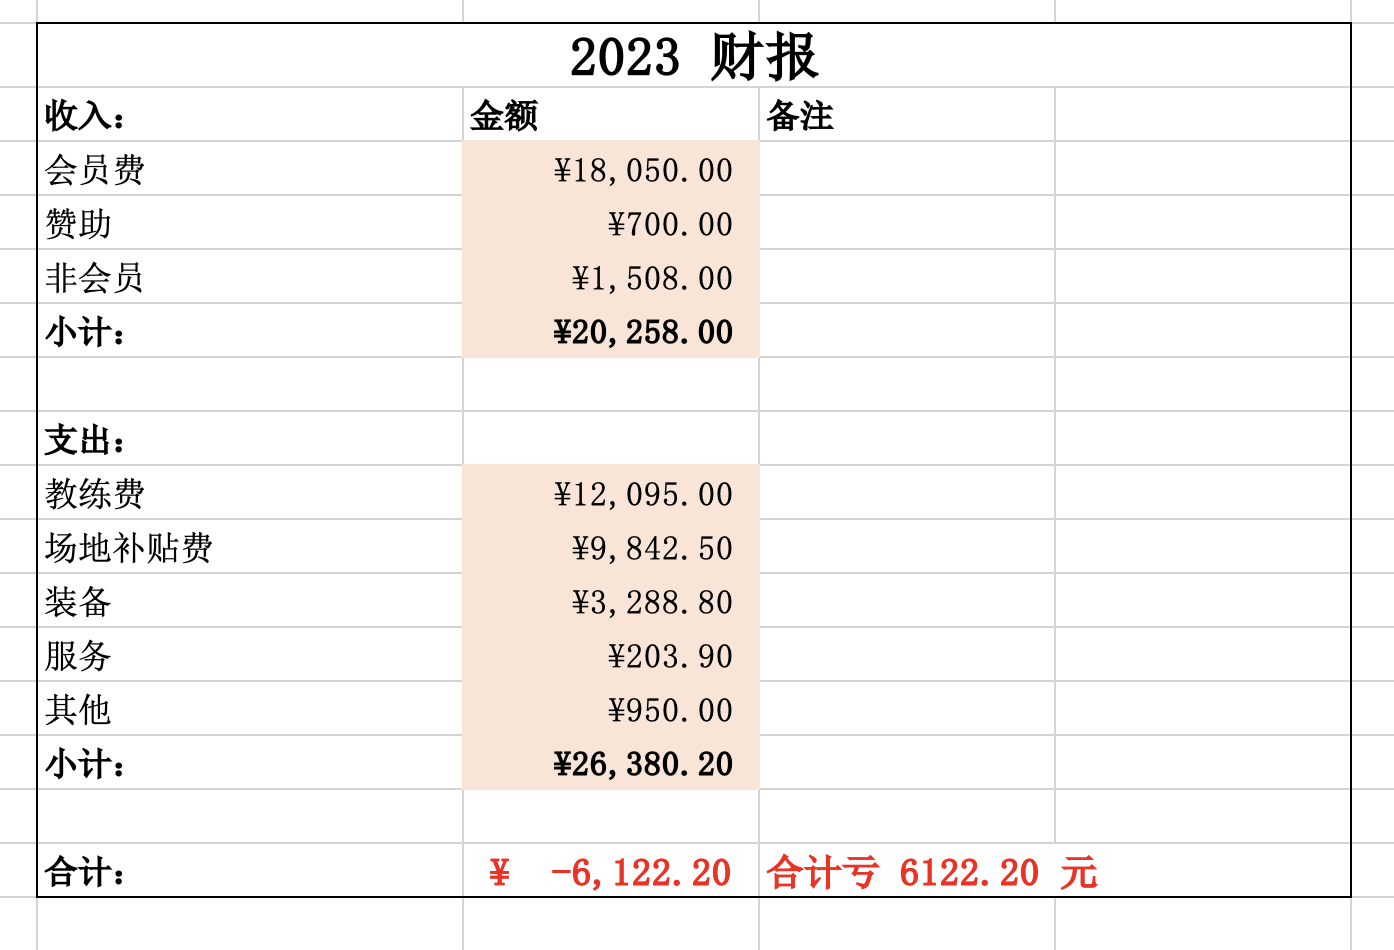 2023 财报
收入： 金额 备注
会员费 ¥18,050.00
赞助 ¥700.00
非会员 ¥1,508.00
小计： ¥20,258.00
支出：
教练费 ¥12,095.00
场地补贴费 ¥9,842.50
装备 ¥3,288.80
服务 ¥203.90
其他 ¥950.00
小计： ¥26,380.20
合计： ¥ -6,122.20 合计亏 6122.20 元